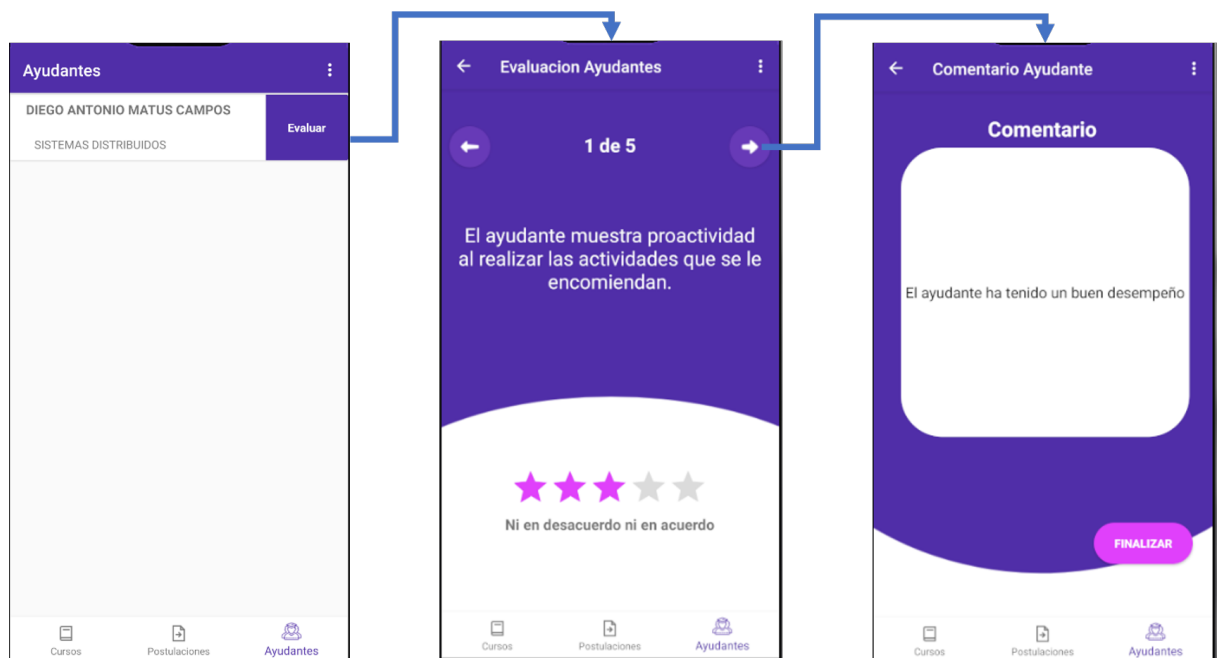 Ayudantes
DIEGO ANTONIO MATUS CAMPOS
SISTEMAS DISTRIBUIDOS
Evaluar
Cursos
Postulaciones
Ayudantes
Evaluacion Ayudantes
1 de 5
El ayudante muestra proactividad
al realizar las actividades que se le
encomiendan.
Ni en desacuerdo ni en acuerdo
Cursos
Postulaciones
Ayudantes
Comentario Ayudante
Comentario
El ayudante ha tenido un buen desempeño
FINALIZAR
Cursos
Postulaciones
Ayudantes